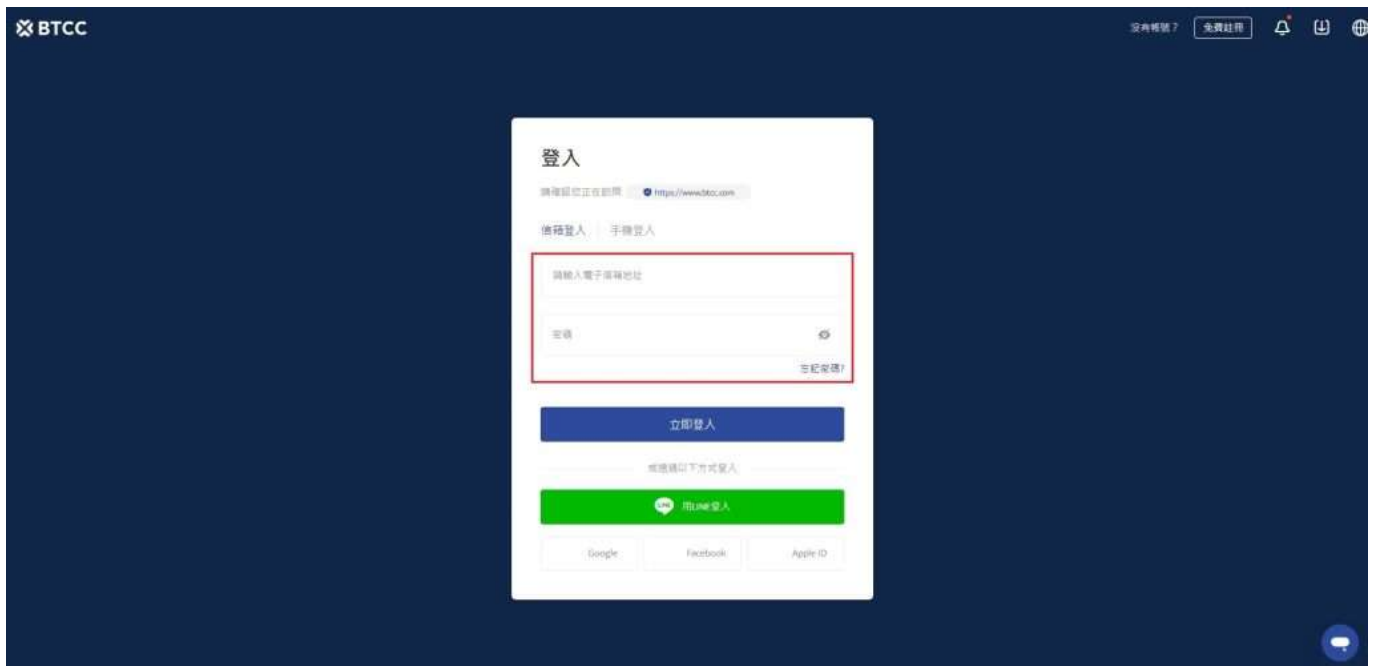 BTCC
沒有帳號？ 免費註冊
登入
請確認您正在訪問 https://www.btcc.com
信箱登入 手機登入
請輸入電子信箱地址
密碼
忘記密碼?
立即登入
或透過以下方式登入
LINE 用LINE登入
Google Facebook Apple ID